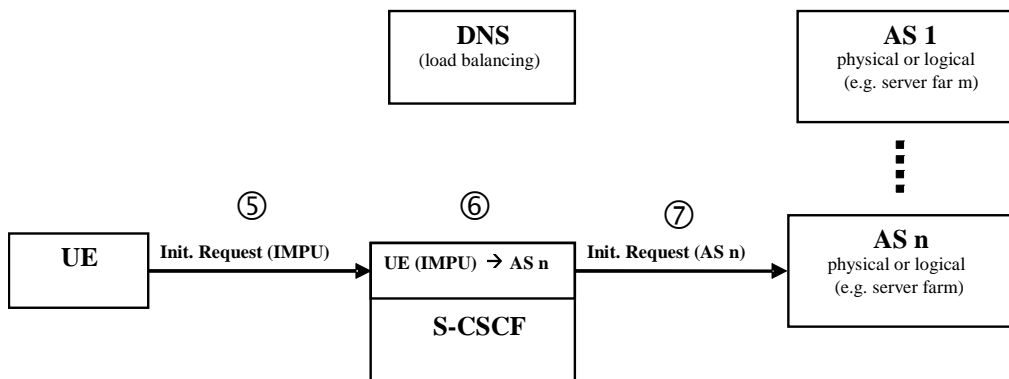 DNS
(load balancing)
AS 1
physical or logical
(e.g. server far m)
⑤
⑥
⑦
UE
Init. Request (IMPU)
UE (IMPU) → AS n
Init. Request (AS n)
AS n
physical or logical
(e.g. server farm)
S-CSCF